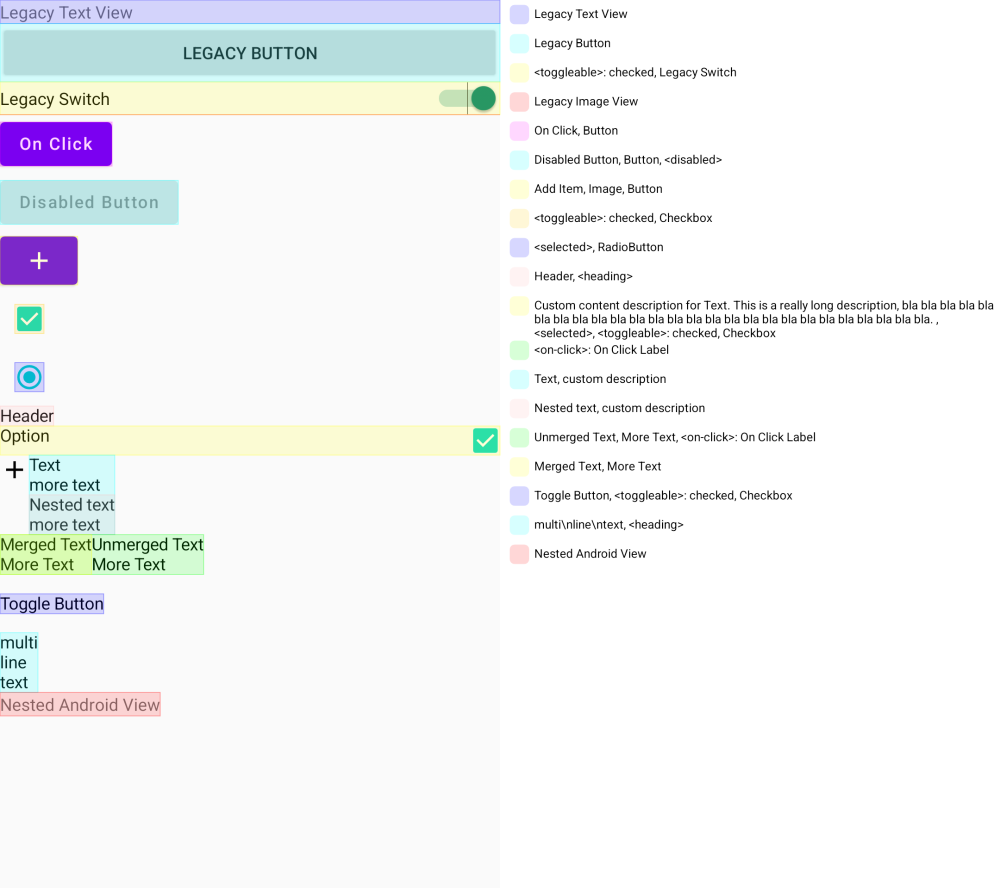 Legacy Text View
LEGACY BUTTON
Legacy Switch
On Click
Disabled Button
Header
Option
Text
more text
Nested text
more text
Merged Text
More Text
Unmerged Text
More Text
Toggle Button
multi
line
text
Nested Android View
Legacy Text View
Legacy Button
<toggleable>: checked, Legacy Switch
Legacy Image View
On Click, Button
Disabled Button, Button, <disabled>
Add Item, Image, Button
<toggleable>: checked, Checkbox
<selected>, RadioButton
Header, <heading>
Custom content description for Text. This is a really long description, bla bla bla bla bla
bla bla bla bla bla bla bla bla bla bla bla bla bla bla bla bla bla bla bla bla bla. ,
<selected>, <toggleable>: checked, Checkbox
<on-click>: On Click Label
Text, custom description
Nested text, custom description
Unmerged Text, More Text, <on-click>: On Click Label
Merged Text, More Text
Toggle Button, <toggleable>: checked, Checkbox
multi\nline\ntext, <heading>
Nested Android View